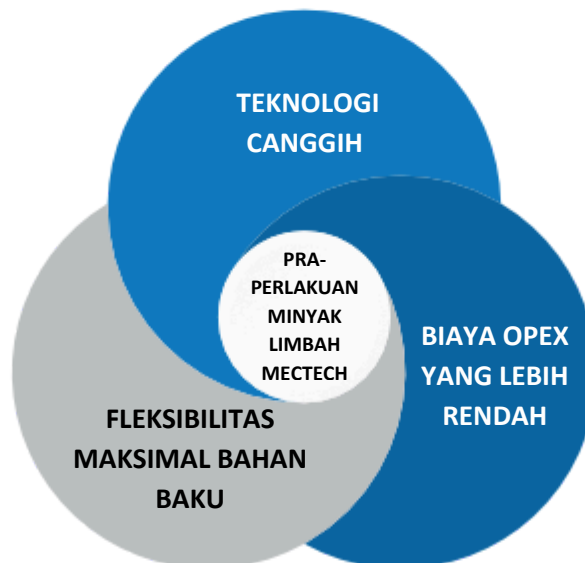 TEKNOLOGI
CANGGIH
PRA-
PERLAKUAN
MINYAK
LIMBAH
MECTECH
BIAYA OPEX
YANG LEBIH
RENDAH
FLEKSIBILITAS
MAKSIMAL BAHAN
BAKU